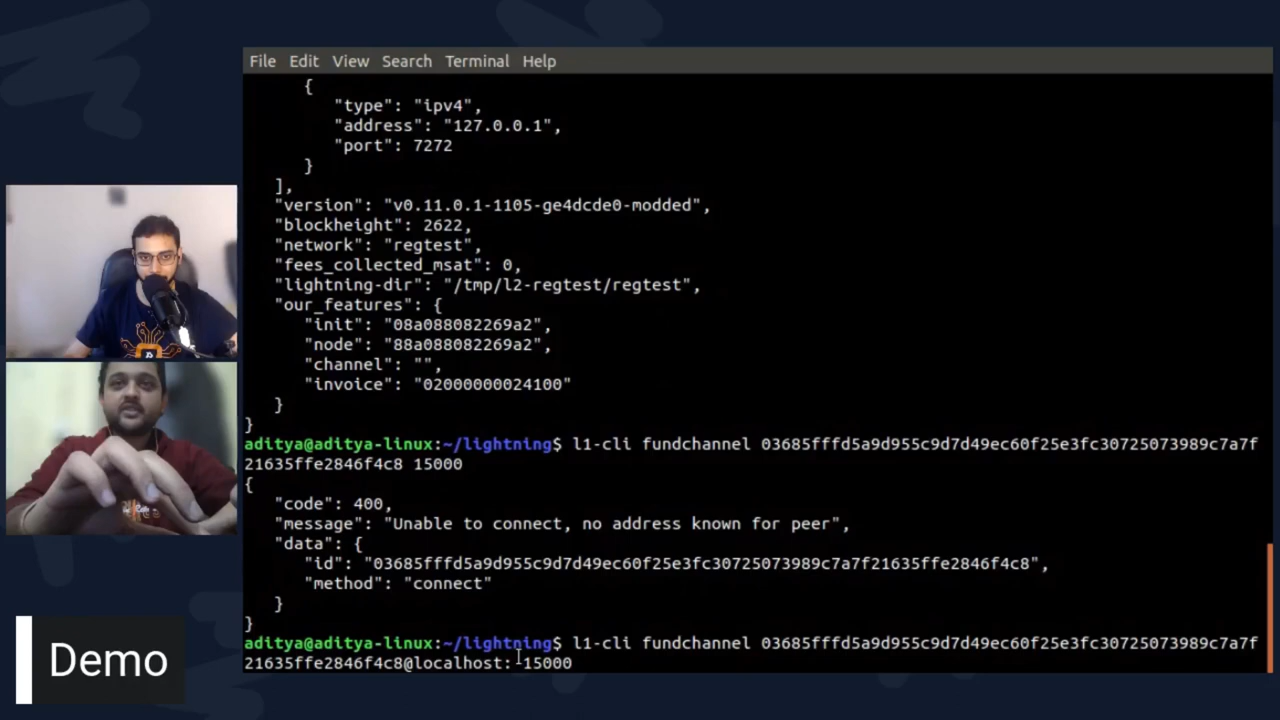 File Edit View Search Terminal Help
{
"type": "ipv4",
"address": "127.0.0.1",
"port": 7272
}
],
"version": "v0.11.0.1-1105-ge4dcde0-modded",
"blockheight": 2622,
"network": "regtest",
"fees_collected_msat": 0,
"lightning-dir": "/tmp/l2-regtest/regtest",
"our_features": {
"init": "08a088082269a2",
"node": "88a088082269a2",
"channel": "",
"invoice": "02000000024100"
}
}
aditya@aditya-linux:~/lightning$ l1-cli fundchannel 03685fffd5a9d955c9d7d49ec60f25e3fc30725073989c7a7f
21635ffe2846f4c8 15000
{
"code": 400,
"message": "Unable to connect, no address known for peer",
"data": {
"id": "03685fffd5a9d955c9d7d49ec60f25e3fc30725073989c7a7f21635ffe2846f4c8",
"method": "connect"
}
}
aditya@aditya-linux:~/lightning$ l1-cli fundchannel 03685fffd5a9d955c9d7d49ec60f25e3fc30725073989c7a7f
21635ffe2846f4c8@localhost: 15000
Demo